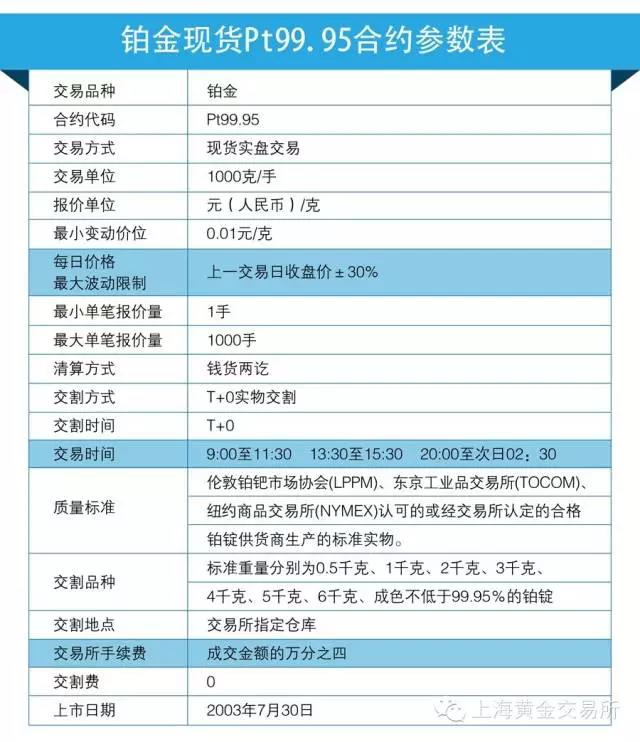 铂金现货Pt99.95合约参数表
交易品种 铂金
合约代码 Pt99.95
交易方式 现货实盘交易
交易单位 1000克/手
报价单位 元(人民币)/克
最小变动价位 0.01元/克
每日价格
最大波动限制 上一交易日收盘价±30%
最小单笔报价量 1手
最大单笔报价量 1000手
清算方式 钱货两讫
交割方式 T+0实物交割
交割时间 T+0
交易时间 9:00至11:30 13:30至15:30 20:00至次日02：30
质量标准 伦敦铂钯市场协会(LPPM)、东京工业品交易所(TOCOM)、
纽约商品交易所(NYMEX)认可的或经交易所认定的合格
铂锭供货商生产的标准实物。
交割品种 标准重量分别为0.5千克、1千克、2千克、3千克、
4千克、5千克、6千克、成色不低于99.95%的铂锭
交割地点 交易所指定仓库
交易所手续费 成交金额的万分之四
交割费 0
上市日期 2003年7月30日
上海黄金交易所